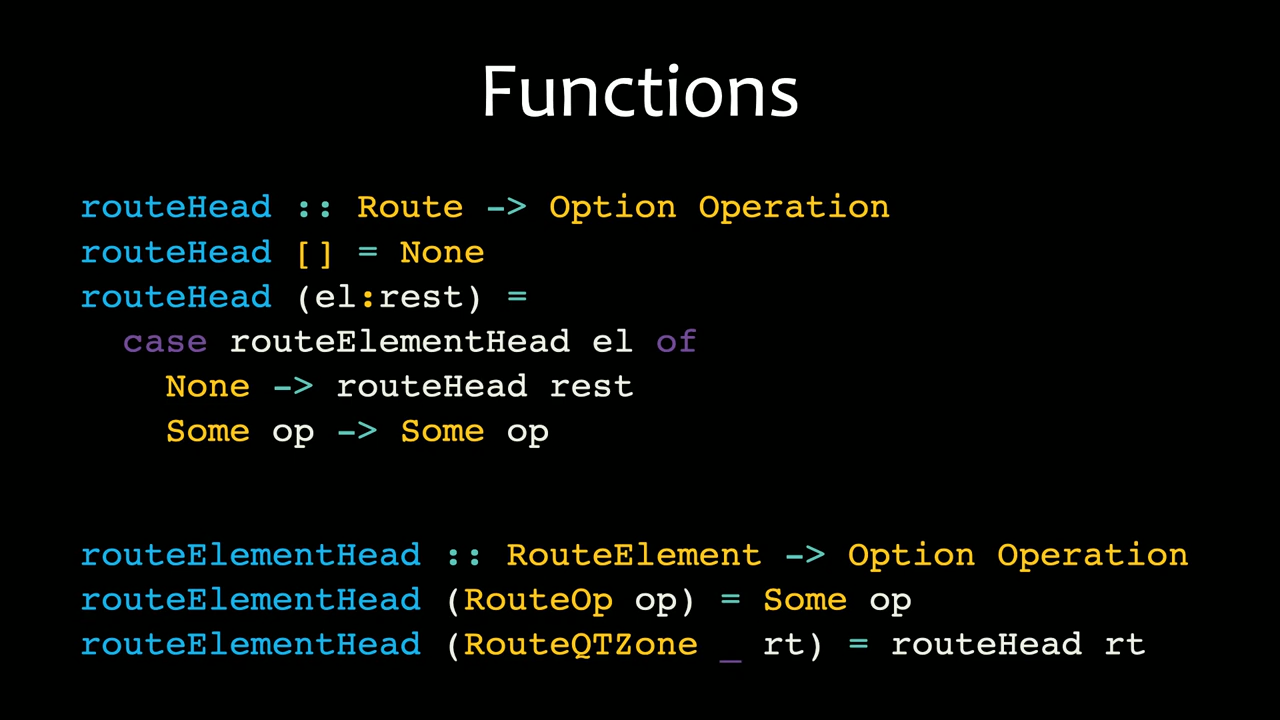 Functions
routeHead :: Route -> Option Operation
routeHead [] = None
routeHead (el:rest) =
  case routeElementHead el of
    None -> routeHead rest
    Some op -> Some op
routeElementHead :: RouteElement -> Option Operation
routeElementHead (RouteOp op) = Some op
routeElementHead (RouteQTZone _ rt) = routeHead rt